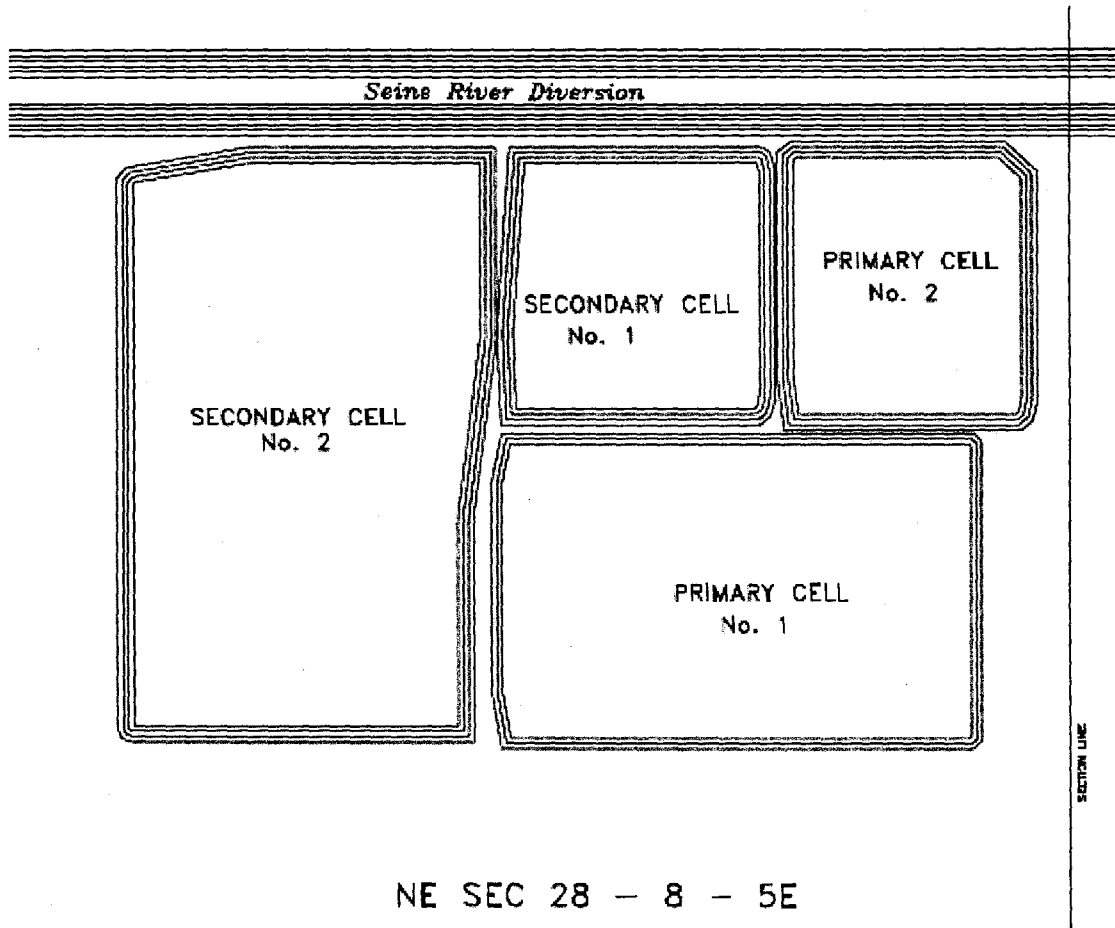 Seine River Diversion
PRIMARY CELL
No. 2
SECONDARY CELL
No. 1
SECONDARY CELL
No. 2
PRIMARY CELL
No. 1
SECTION LINE
NE SEC 28 – 8 – 5E